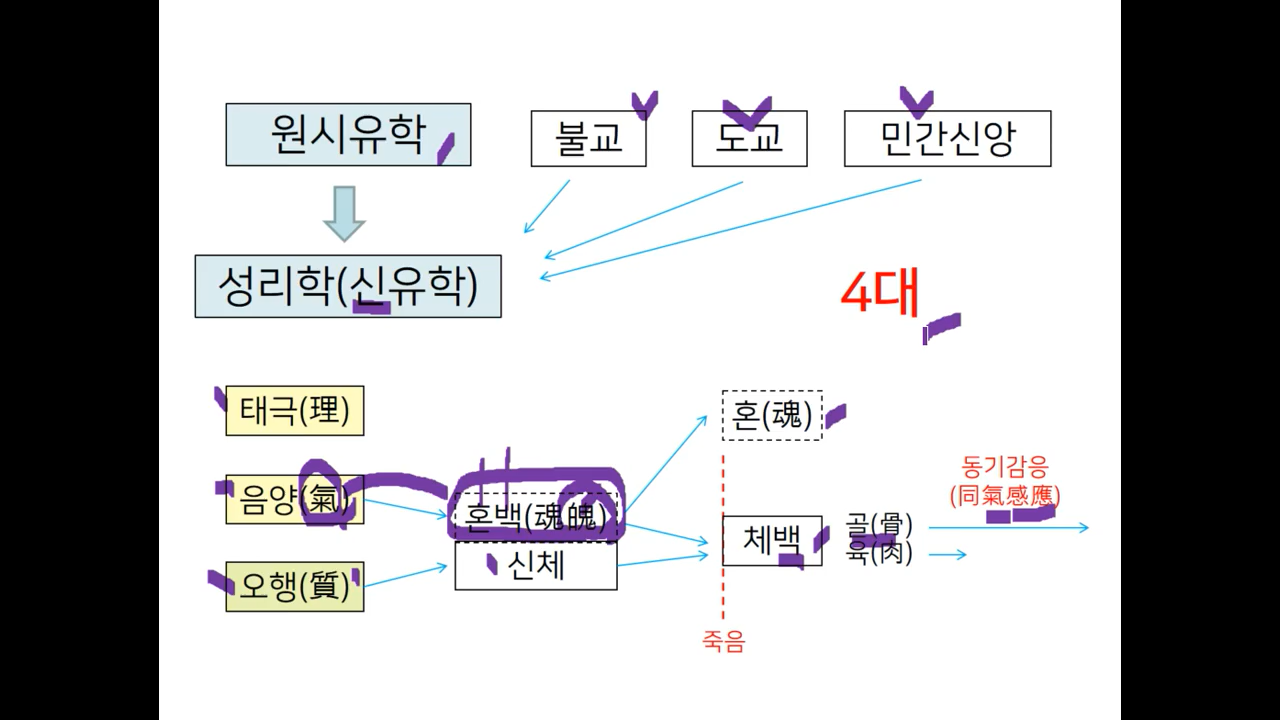 원시유학
불교
도교
민간신앙
성리학(신유학)
4대
태극(理)
혼(魂)
음양(氣)
동기감응
(同氣感應)
혼백(魂魄)
체백
골(骨)
육(肉)
신체
오행(質)
죽음